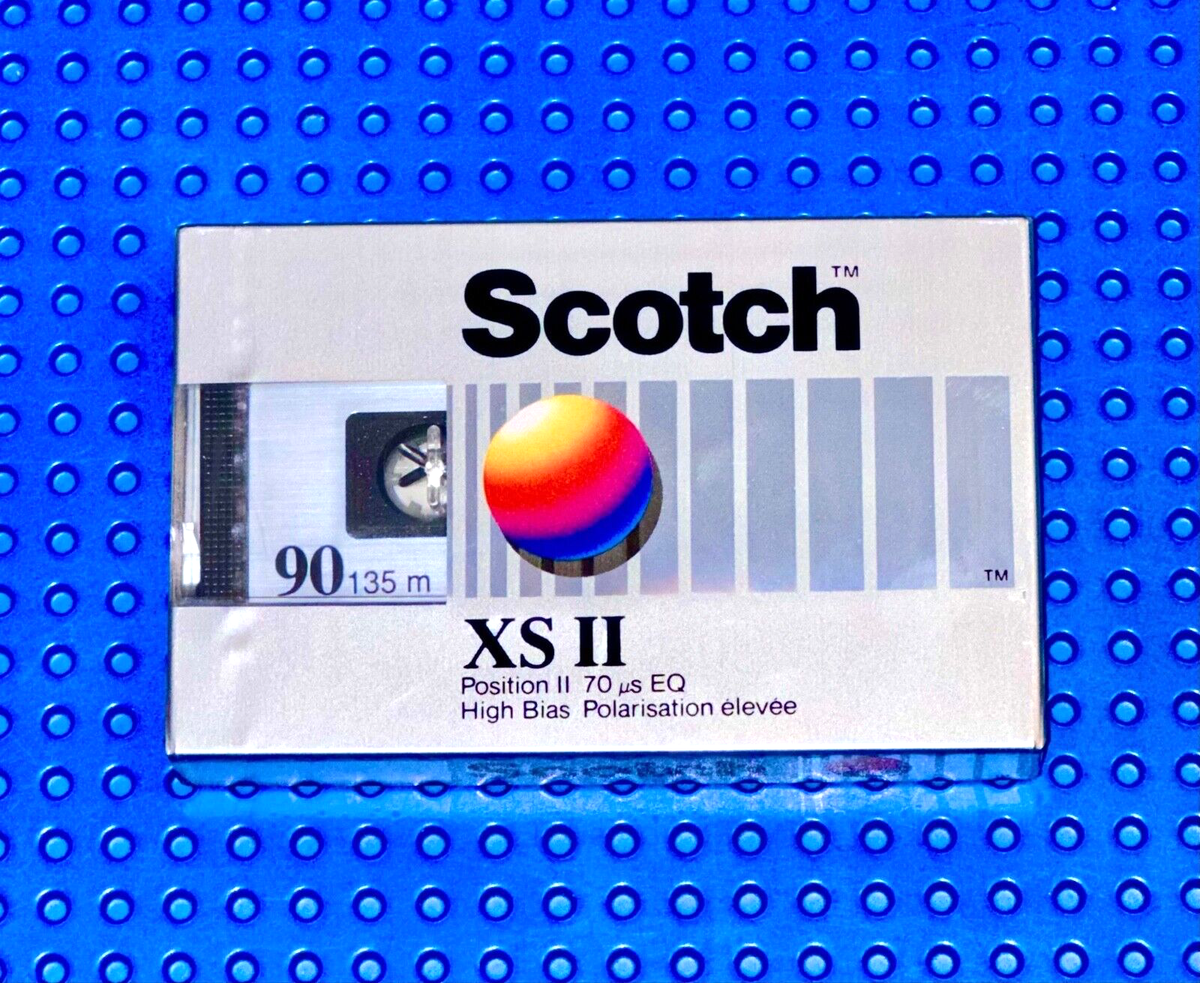 Scotch™
90 135 m
™
XS II
Position II 70 µs EQ
High Bias Polarisation élevée